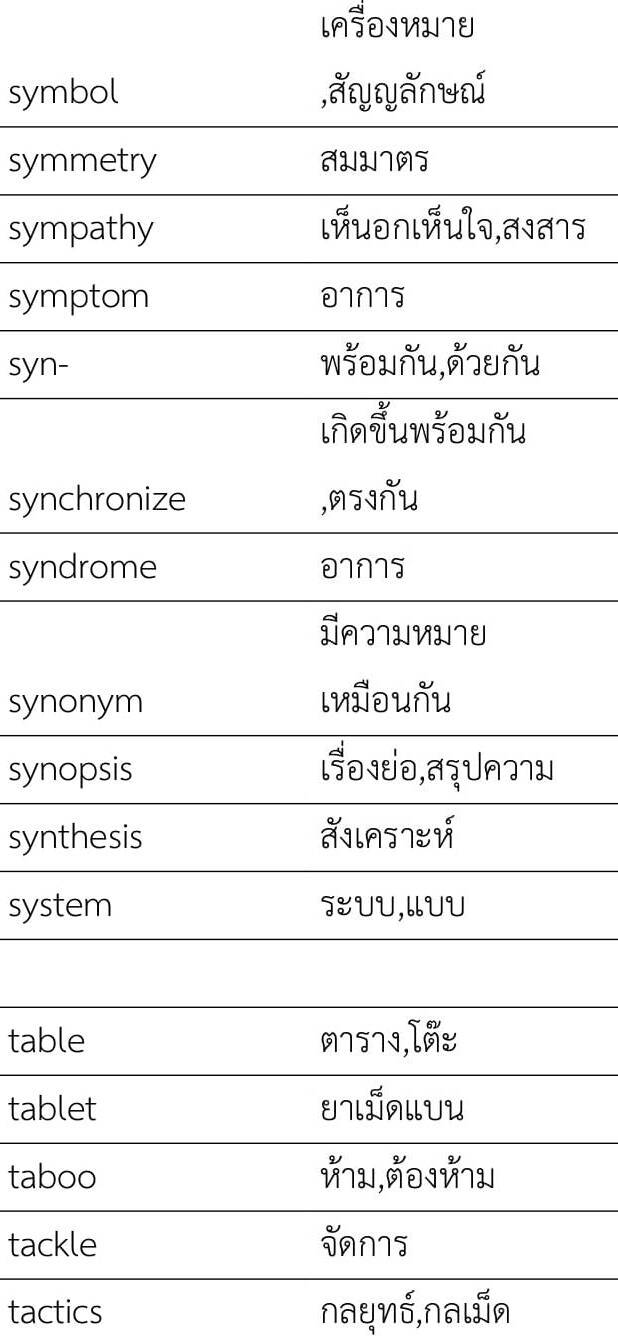 เครื่องหมาย
symbol ,สัญญลักษณ์
symmetry สมมาตร
sympathy เห็นอกเห็นใจ,สงสาร
symptom อาการ
syn- พร้อมกัน,ด้วยกัน
เกิดขึ้นพร้อมกัน
synchronize ,ตรงกัน
syndrome อาการ
มีความหมาย
synonym เหมือนกัน
synopsis เรื่องย่อ,สรุปความ
synthesis สังเคราะห์
system ระบบ,แบบ
table ตาราง,โต๊ะ
tablet ยาเม็ดแบน
taboo ห้าม,ต้องห้าม
tackle จัดการ
tactics กลยุทธ์,กลเม็ด